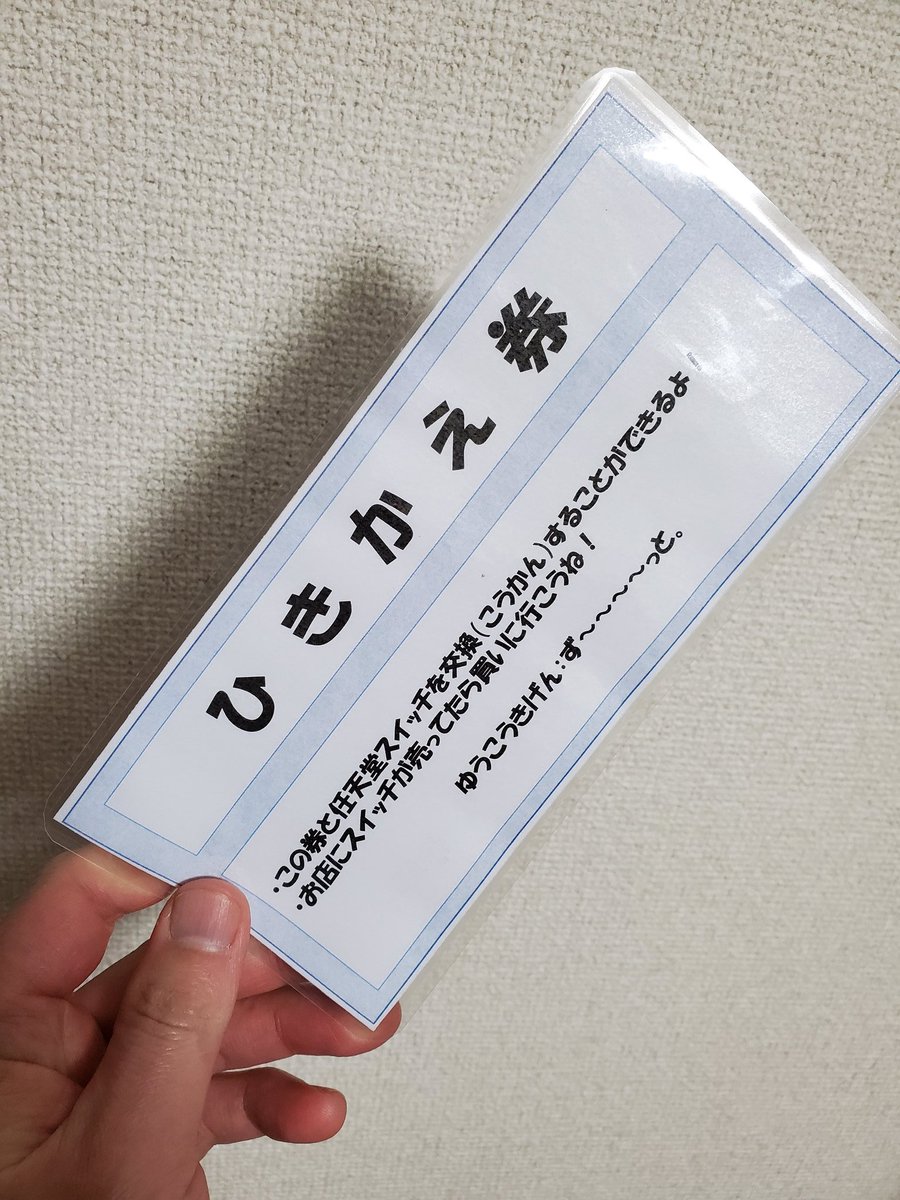 ひきかえ券
・この券と任天堂スイッチを交換(こうかん)することができるよ
・お店にスイッチが売ってたら買いに行こうね!
ゆうこうきげん:ず~~~~~っと。